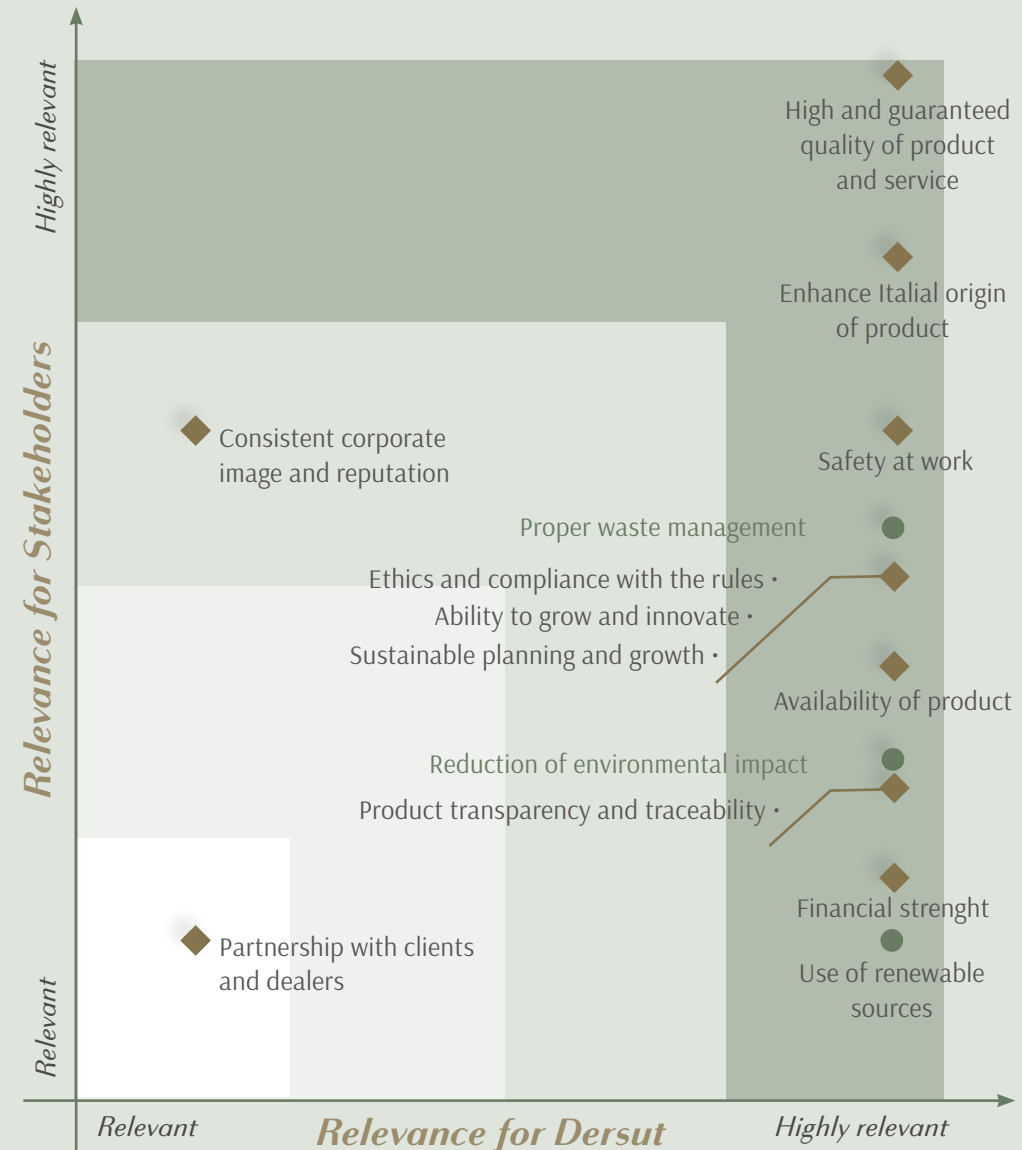 Highly relevant
High and guaranteed
quality of product
and service
Enhance Italial origin
of product
Relevance for Stakeholders
Consistent corporate
image and reputation
Safety at work
Proper waste management
Ethics and compliance with the rules •
Ability to grow and innovate •
Sustainable planning and growth •
Availability of product
Reduction of environmental impact
Product transparency and traceability •
Financial strenght
Partnership with clients
and dealers
Use of renewable
sources
Relevant
Relevant
Relevance for Dersut
Highly relevant